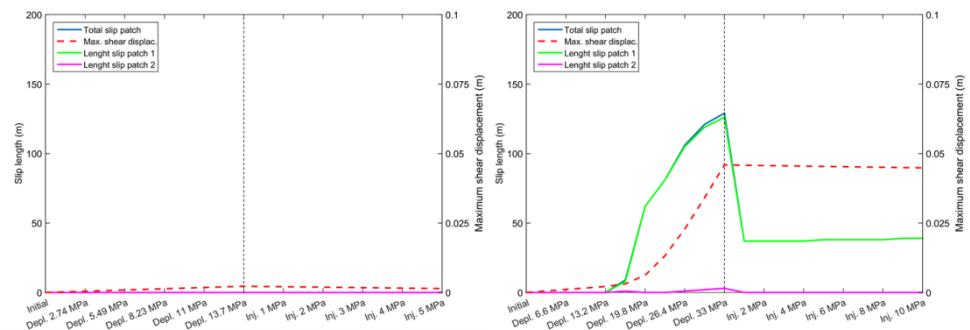 200
150
100
50
0
Slip length (m)
0.1
0.075
0.05
0.025
0
Maximum shear displacement (m)
Total slip patch
Max. shear displac.
Lenght slip patch 1
Lenght slip patch 2
Initial
Depl. 2.74 MPa
Depl. 5.49 MPa
Depl. 8.23 MPa
Depl. 11 MPa
Depl. 13.7 MPa
Inj. 1 MPa
Inj. 2 MPa
Inj. 3 MPa
Inj. 4 MPa
Inj. 5 MPa
200
150
100
50
0
Slip length (m)
0.1
0.075
0.05
0.025
0
Maximum shear displacement (m)
Total slip patch
Max. shear displac.
Lenght slip patch 1
Lenght slip patch 2
Initial
Depl. 6.6 MPa
Depl. 13.2 MPa
Depl. 19.8 MPa
Depl. 26.4 MPa
Depl. 33 MPa
Inj. 2 MPa
Inj. 4 MPa
Inj. 6 MPa
Inj. 8 MPa
Inj. 10 MPa